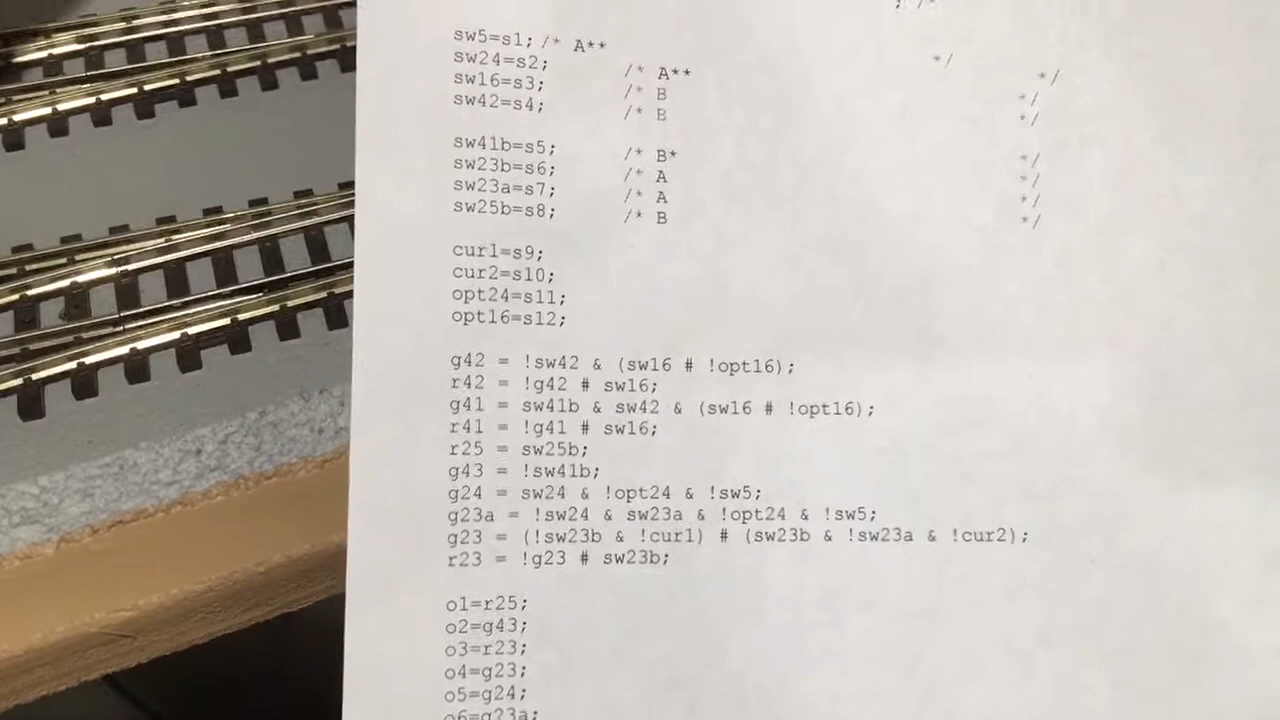 ; /*
sw5=s1; /* A** */
sw24=s2; /* A** */
sw16=s3; /* B */
sw42=s4; /* B */
sw41b=s5; /* B* */
sw23b=s6; /* A */
sw23a=s7; /* A */
sw25b=s8; /* B */
cur1=s9;
cur2=s10;
opt24=s11;
opt16=s12;
g42 = !sw42 & (sw16 # !opt16);
r42 = !g42 # sw16;
g41 = sw41b & sw42 & (sw16 # !opt16);
r41 = !g41 # sw16;
r25 = sw25b;
g43 = !sw41b;
g24 = sw24 & !opt24 & !sw5;
g23a = !sw24 & sw23a & !opt24 & !sw5;
g23 = (!sw23b & !cur1) # (sw23b & !sw23a & !cur2);
r23 = !g23 # sw23b;
o1=r25;
o2=g43;
o3=r23;
o4=g23;
o5=g24;
o6=g23a;